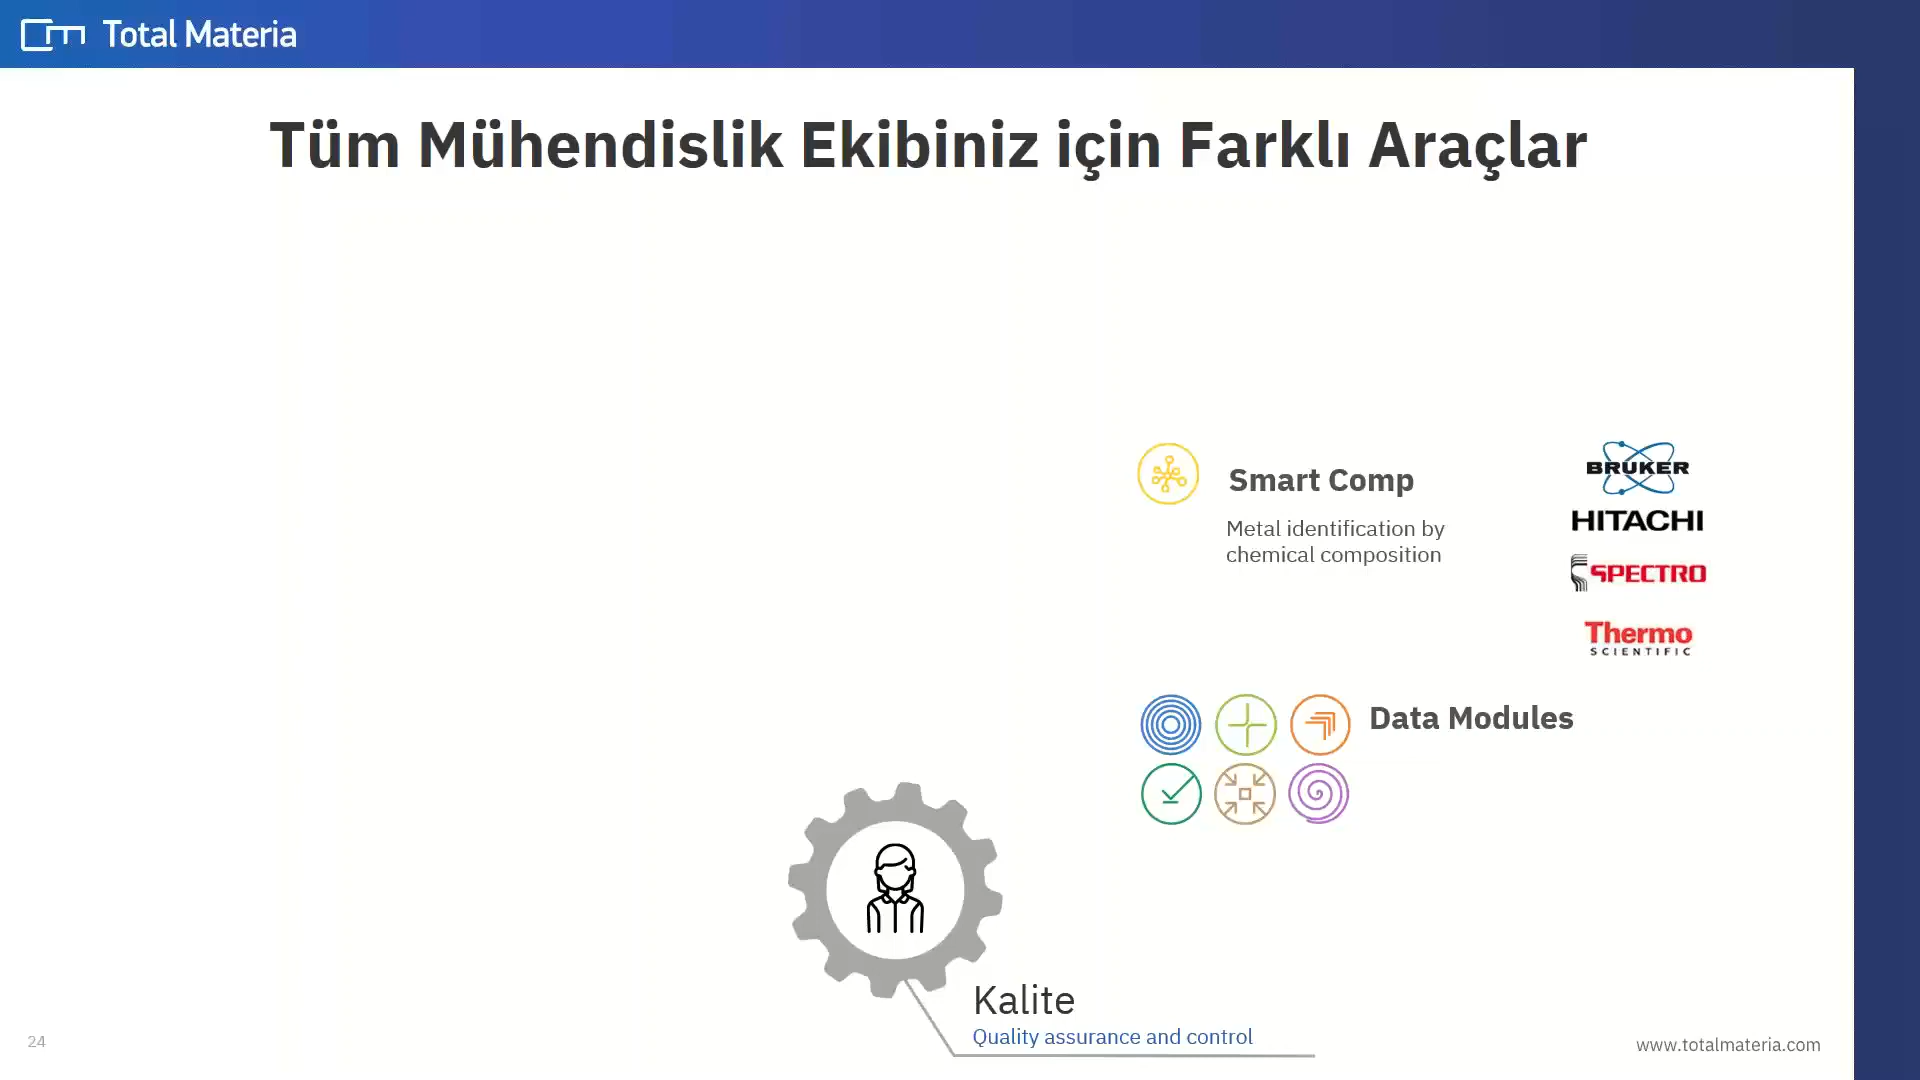 Total Materia
Tüm Mühendislik Ekibiniz için Farklı Araçlar
Smart Comp
Metal identification by
chemical composition
BRUKER
HITACHI
SPECTRO
Thermo
SCIENTIFIC
Data Modules
Kalite
Quality assurance and control
24
www.totalmateria.com